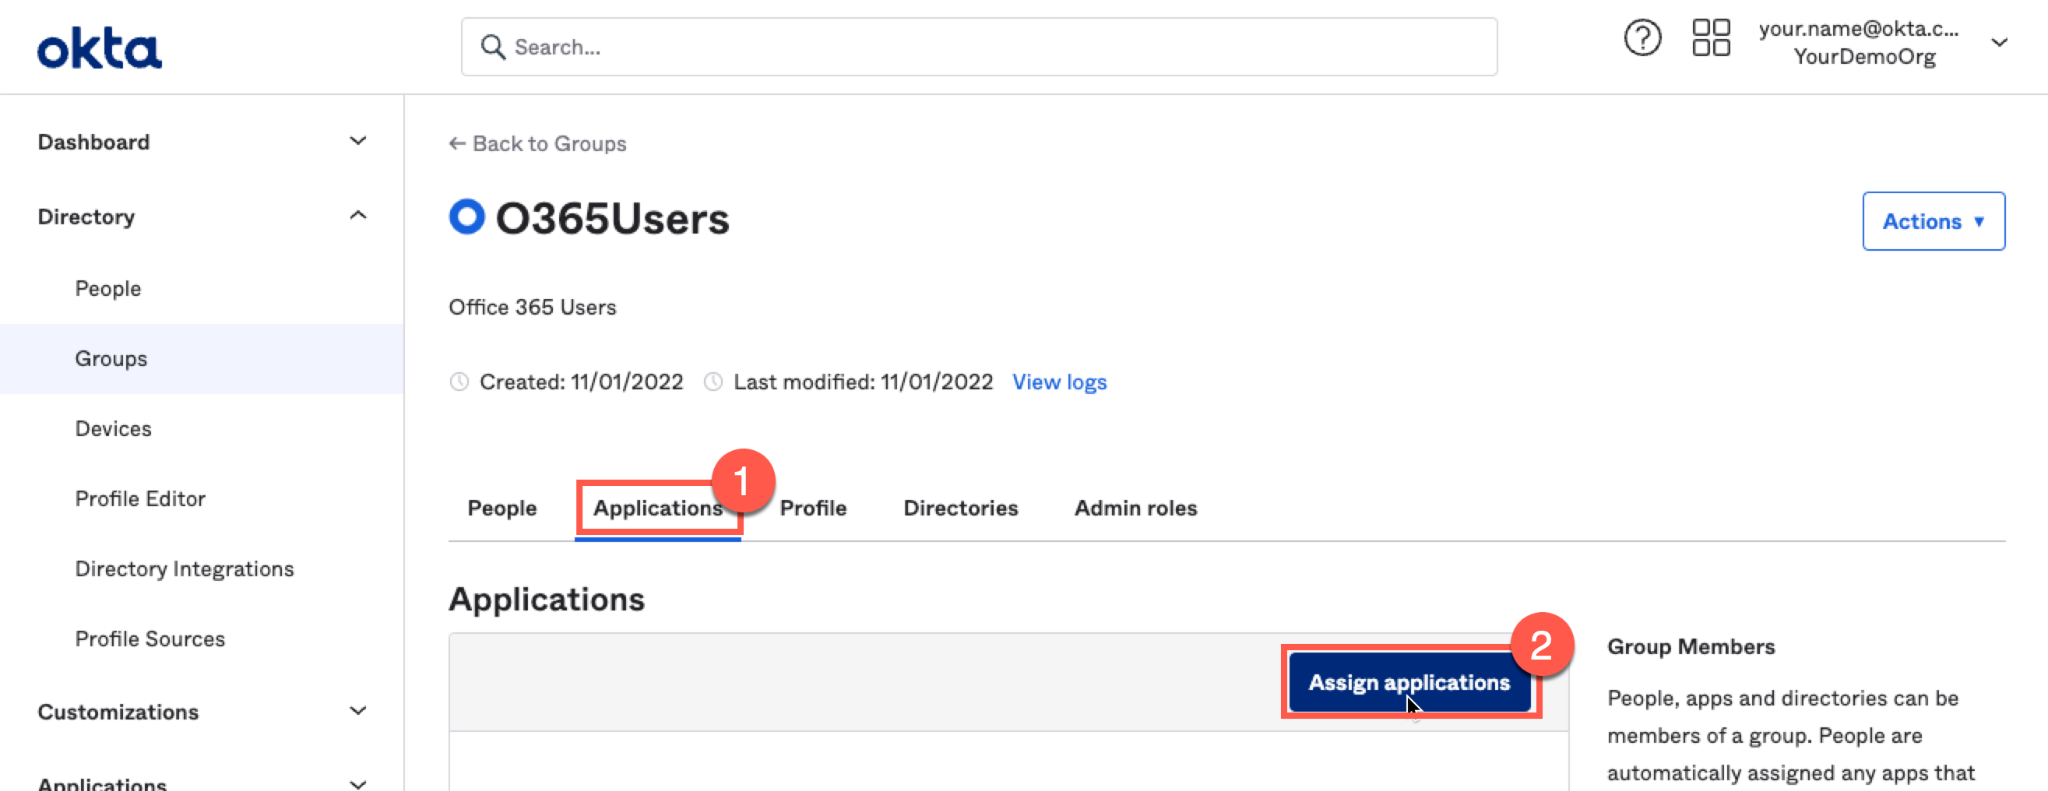 okta
Search...
your.name@okta.c...
YourDemoOrg
Dashboard
Directory
People
Groups
Devices
Profile Editor
Directory Integrations
Profile Sources
Customizations
Applications
← Back to Groups
O365Users
Actions ▼
Office 365 Users
Created: 11/01/2022 Last modified: 11/01/2022 View logs
People Applications 1 Profile Directories Admin roles
Applications
Assign applications 2
Group Members
People, apps and directories can be
members of a group. People are
automatically assigned any apps that